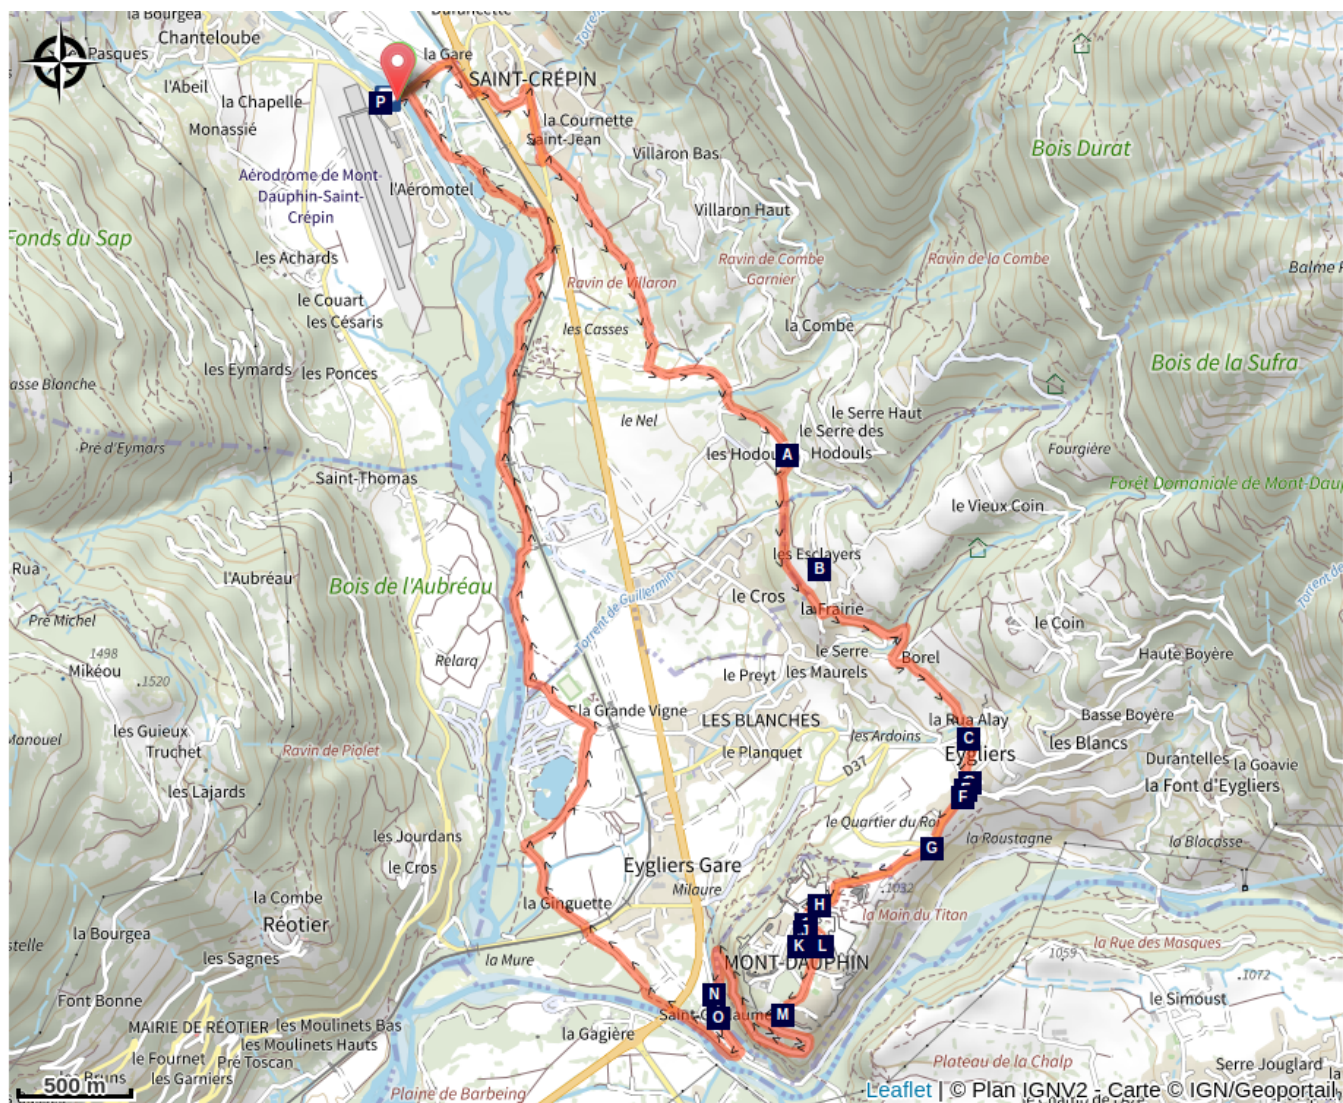 la Bourgea
Durancette
Chanteloube
Pasques
la Gare
SAINT-CRÉPIN
l'Abeil
la Chapelle
P
la Cournette
Monassié
Saint-Jean
Bois Durat
Villaron Bas
Aérodrome de Mont-
Dauphin-Saint-
Crépin
l'Aéromotel
Villaron Haut
Fonds du Sap
les Achards
Ravin de Combe
Garnier
Ravin de la Combe
Balme
Ravin de Villaron
le Couart
les Césaris
les Casses
la Combe
les Eymards
les Ponces
Bois de la Sufra
asse Blanche
le Nel
le Serre Haut
le Serre des
Hodouls
Pré d'Eymars
les Hodou
A
Fourgière
Saint-Thomas
Forêt Domaniale de Mont-Dau
le Vieux Coin
les Esclayers
B
Rua
l'Aubréau
Bois de l'Aubréau
Torrent de Guillermin
le Cros
la Frairie
Pré Michel
le Coin
1498
Mikéou
.1520
Relarq
le Serre
Borel
Haute Boyère
le Preyt
les Maurels
la Grande Vigne
LES BLANCHES
la Rua Alay
Basse Boyère
les Guieux
Manouel
Truchet
Ravin de Piolet
le Planquet
les Ardoins
C
les Blancs
Eygliers
D37
Durantelles
la Goavie
les Lajards
F
la Font d'Eygliers
le Quartier du Roi
les Jourdans
la Roustagne
la Blacasse
G
le Cros
Eygliers Gare
Milaure
1032
la Combe
la Ginguette
H
la Main du Titan
Réotier
J
la Bourgea
K
L
la Rue des Masques
stelle
les Sagnes
la Mure
MONT-DAUPHIN
1059
.1072
Font Bonne
N
le Simoust
MAIRIE DE RÉOTIER
les Moulinets Bas
O
M
les Moulinets Hauts
la Gagière
le Fournet
Pré Toscan
Plateau de la Chalp
Serre Jouglard
la
les Garniers
500 m
Plaine de Barbeing
Leaflet | © Plan IGNV2 - Carte © IGN/Geoportail